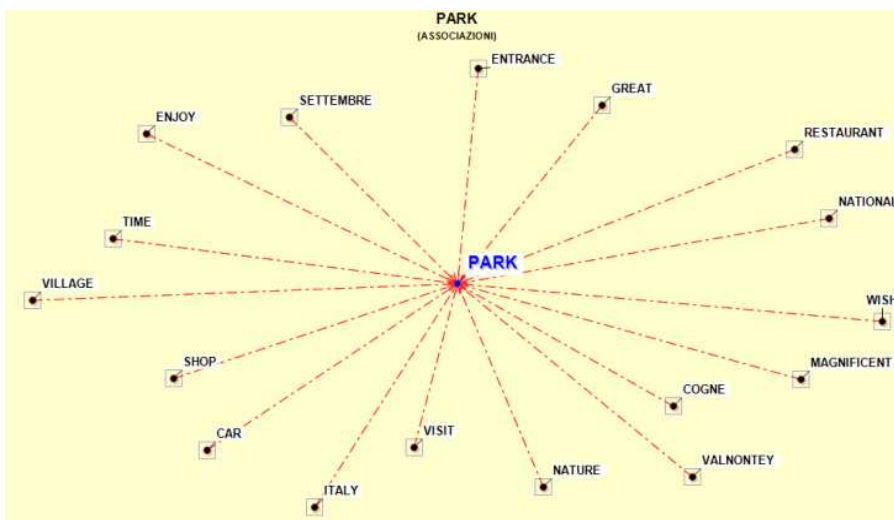 PARK
(ASSOCIAZIONI)
ENTRANCE
GREAT
SETTEMBRE
ENJOY
RESTAURANT
NATIONAL
TIME
PARK
VILLAGE
WISH
SHOP
MAGNIFICENT
COGNE
CAR
VISIT
VALNONTEY
NATURE
ITALY